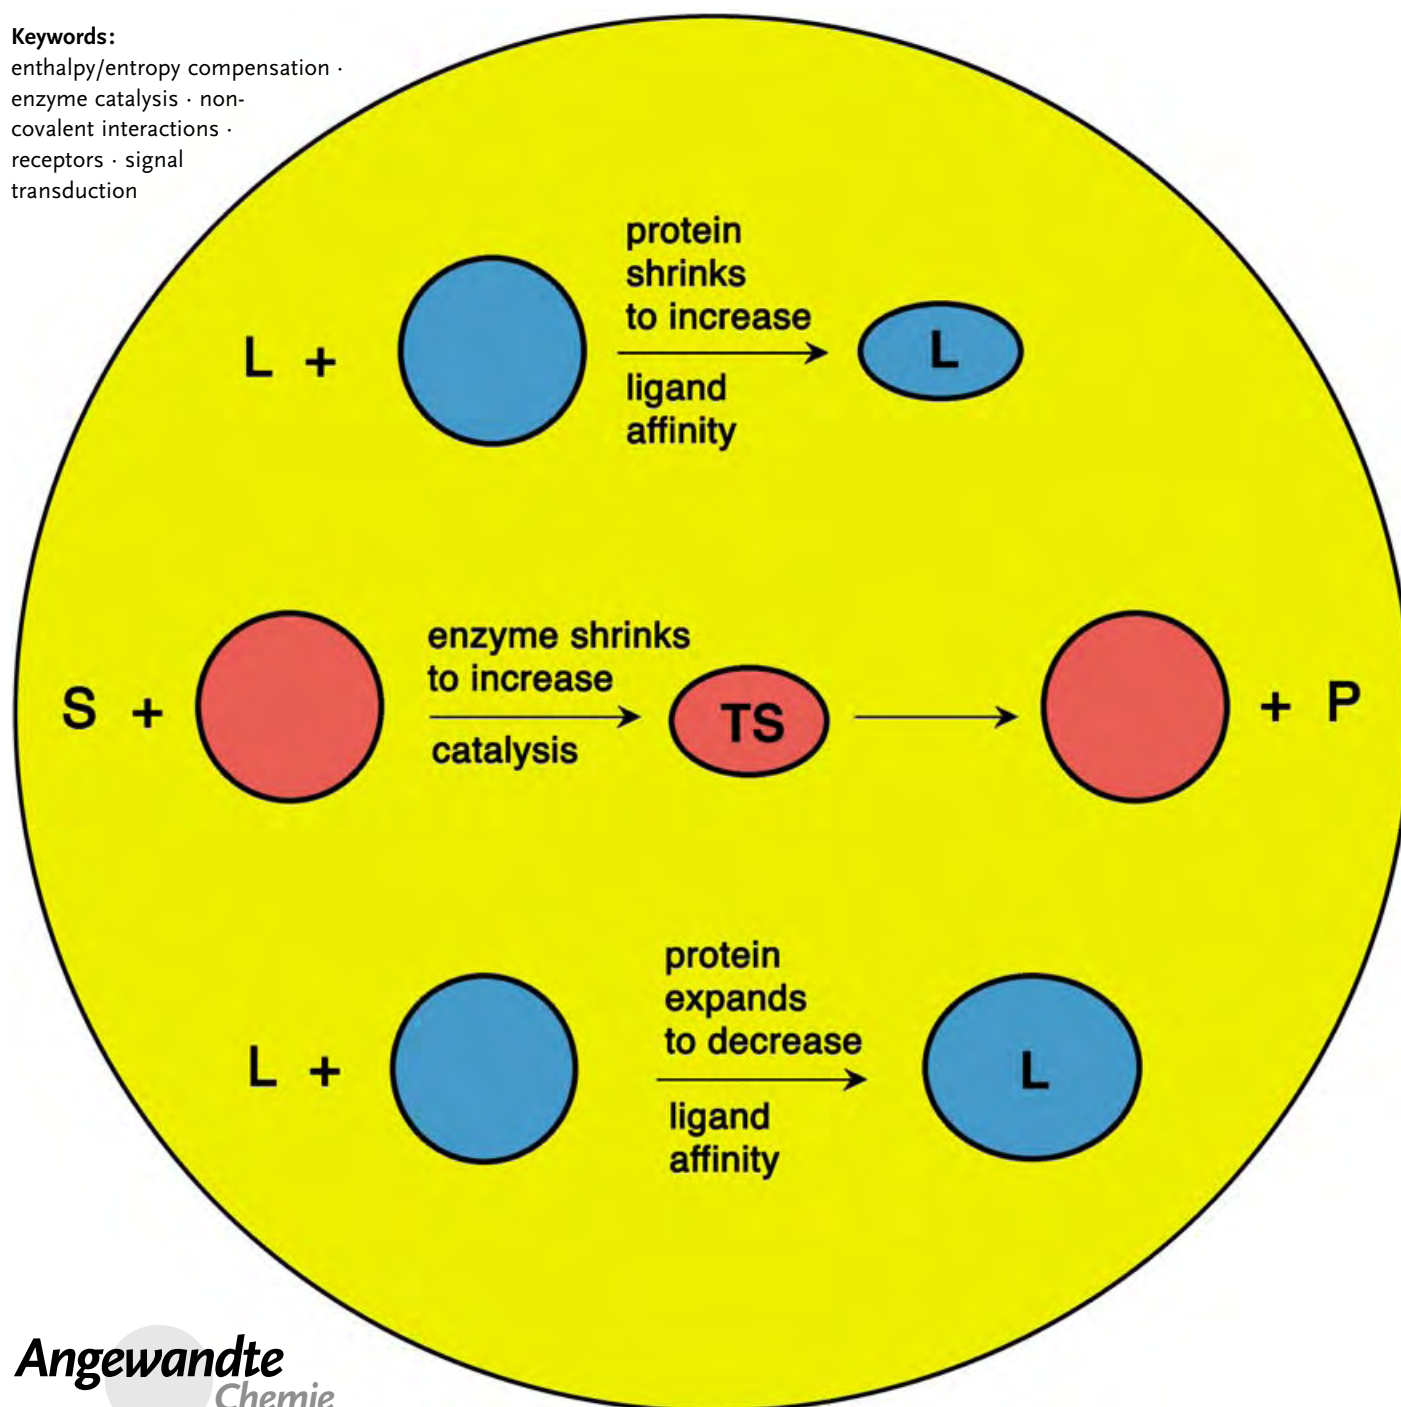 Keywords:
enthalpy/entropy compensation ·
enzyme catalysis · non-
covalent interactions ·
receptors · signal
transduction
protein
shrinks
to increase
L +
L
ligand
affinity
enzyme shrinks
to increase
S +
TS
+ P
catalysis
protein
expands
to decrease
L +
L
ligand
affinity
Angewandte
Chemie